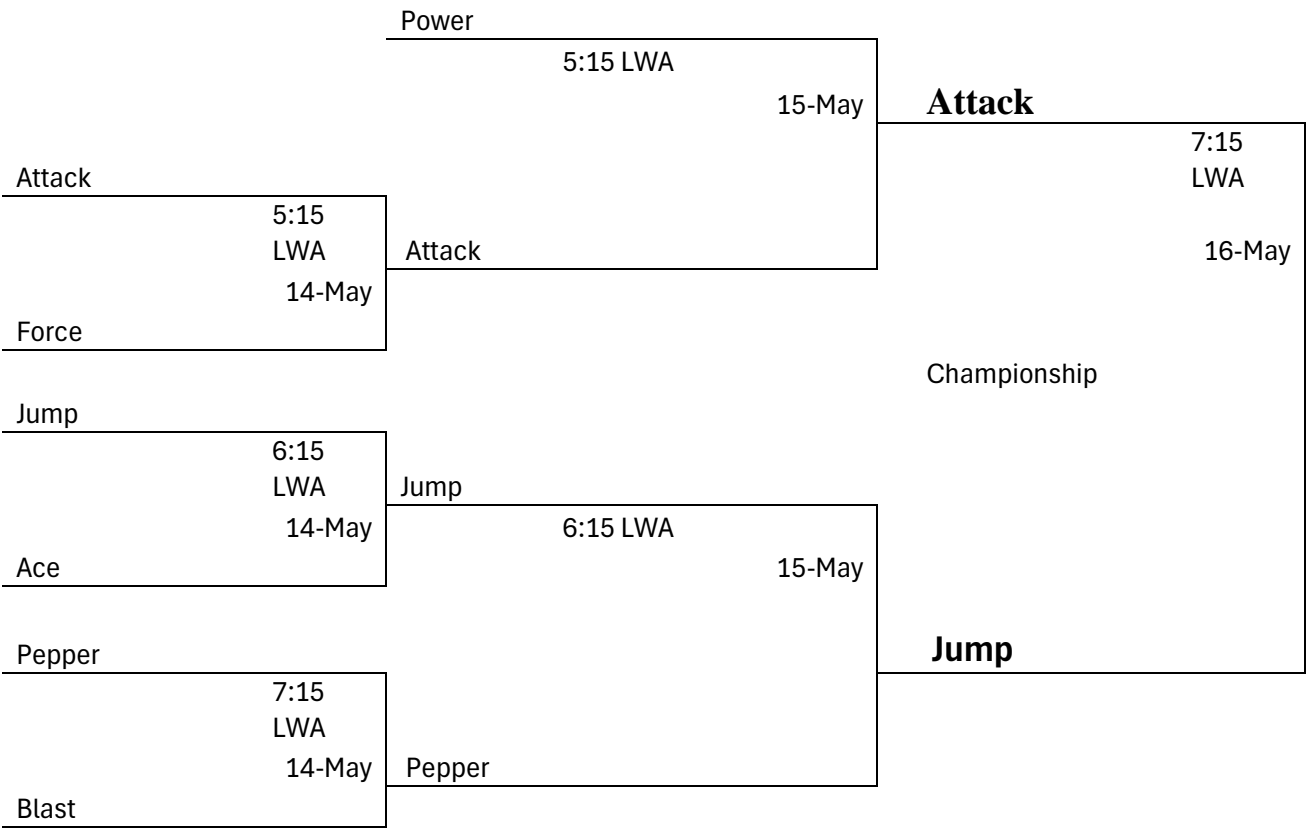 Power
5:15 LWA
15-May
Attack
7:15
LWA
16-May
Attack
5:15
LWA
14-May
Attack
Force
Championship
Jump
6:15
LWA
14-May
Jump
6:15 LWA
15-May
Ace
Jump
Pepper
7:15
LWA
14-May
Pepper
Blast